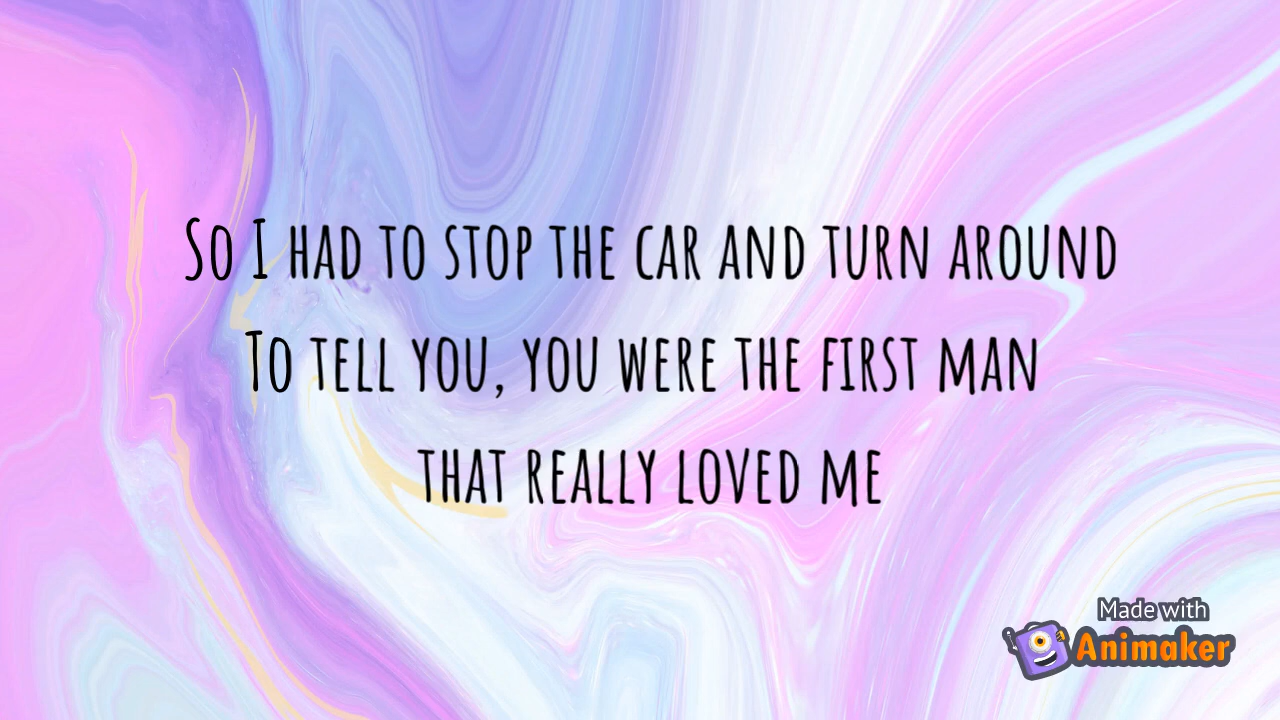 So I had to stop the car and turn around
To tell you, you were the first man
that really loved me
Made with
Animaker